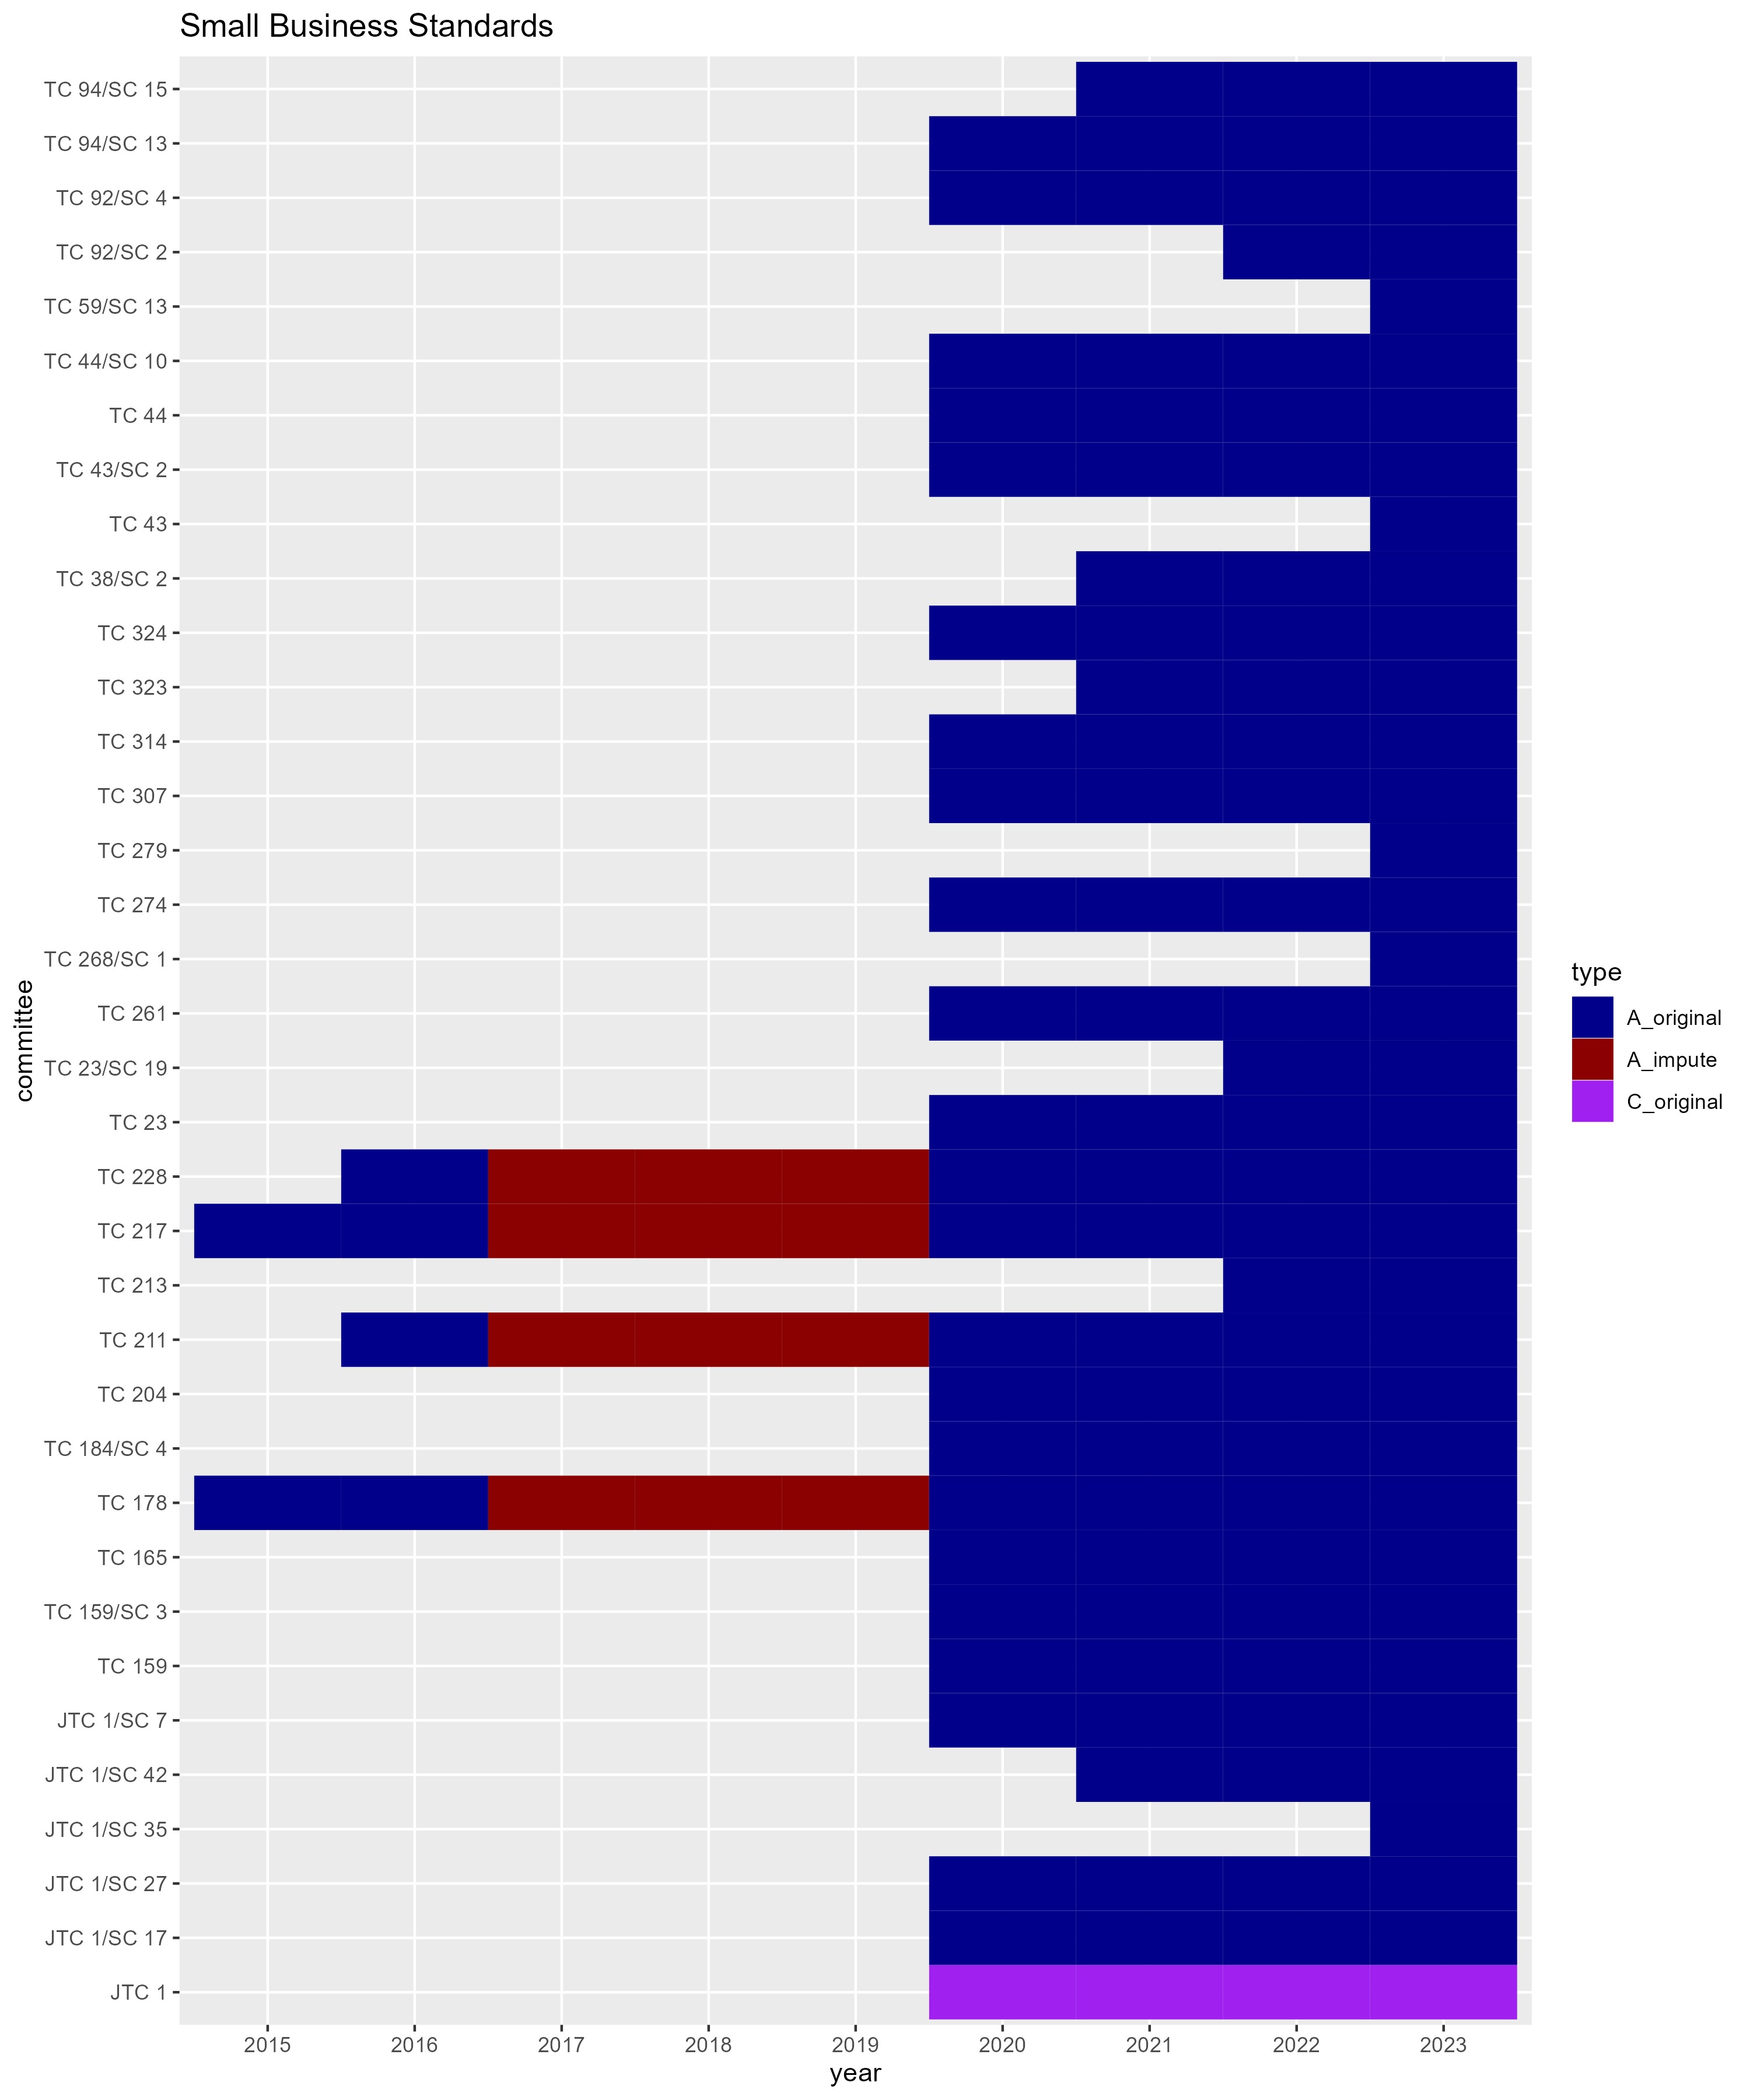 Small Business Standards
TC 94/SC 15
TC 94/SC 13
TC 92/SC 4
TC 92/SC 2
TC 59/SC 13
TC 44/SC 10
TC 44
TC 43/SC 2
TC 43
TC 38/SC 2
TC 324
TC 323
TC 314
TC 307
TC 279
TC 274
TC 268/SC 1
TC 261
TC 23/SC 19
TC 23
TC 228
TC 217
TC 213
TC 211
TC 204
TC 184/SC 4
TC 178
TC 165
TC 159/SC 3
TC 159
JTC 1/SC 7
JTC 1/SC 42
JTC 1/SC 35
JTC 1/SC 27
JTC 1/SC 17
JTC 1
committee
2015 2016 2017 2018 2019 2020 2021 2022 2023
year
type
A_original
A_impute
C_original